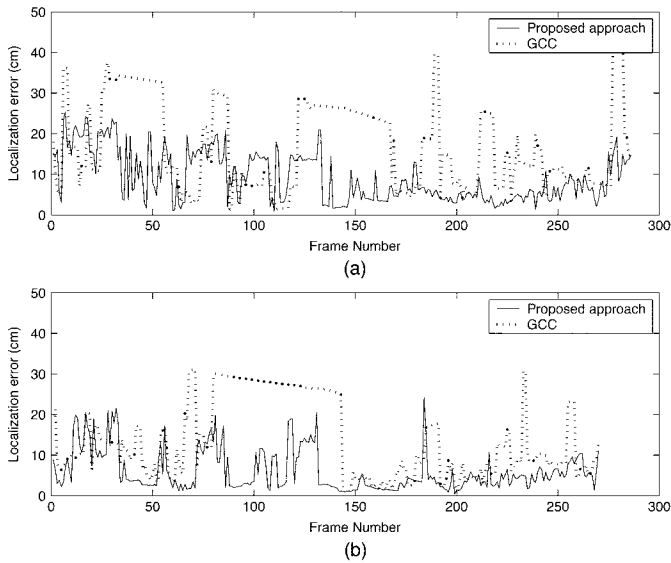 50
40
30
20
10
0
Localization error (cm)
Proposed approach
GCC
0 50 100 150 200 250 300
Frame Number
(a)
50
40
30
20
10
0
Localization error (cm)
Proposed approach
GCC
0 50 100 150 200 250 300
Frame Number
(b)